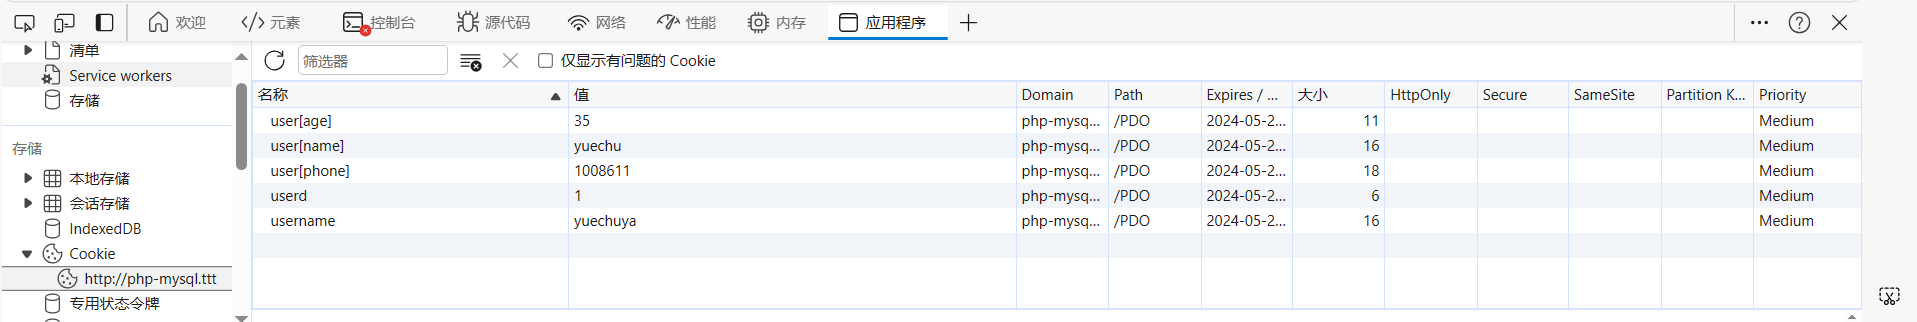 欢迎 元素 控制台 源代码 网络 性能 内存 应用程序
清单
Service workers
存储
存储
本地存储
会话存储
IndexedDB
Cookie
http://php-mysql.ttt
专用状态令牌
筛选器 仅显示有问题的 Cookie
名称 值 Domain Path Expires / ... 大小 HttpOnly Secure SameSite Partition K... Priority
user[age] 35 php-mysq... /PDO 2024-05-2... 11 Medium
user[name] yuechu php-mysq... /PDO 2024-05-2... 16 Medium
user[phone] 1008611 php-mysq... /PDO 2024-05-2... 18 Medium
userd 1 php-mysq... /PDO 2024-05-2... 6 Medium
username yuechuya php-mysq... /PDO 2024-05-2... 16 Medium